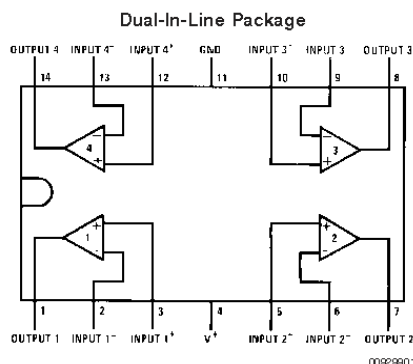 Dual-In-Line Package
OUTPUT 4 INPUT 4⁻ INPUT 4⁺ GND INPUT 3⁻ INPUT 3 OUTPUT 3
14 13 12 11 10 9 8
− −
4 3
+ +
+ +
1 2
- -
1 2 3 4 5 6 7
OUTPUT 1 INPUT 1⁻ INPUT 1⁺ V⁺ INPUT 2⁻ INPUT 2⁻ OUTPUT 2
00929901